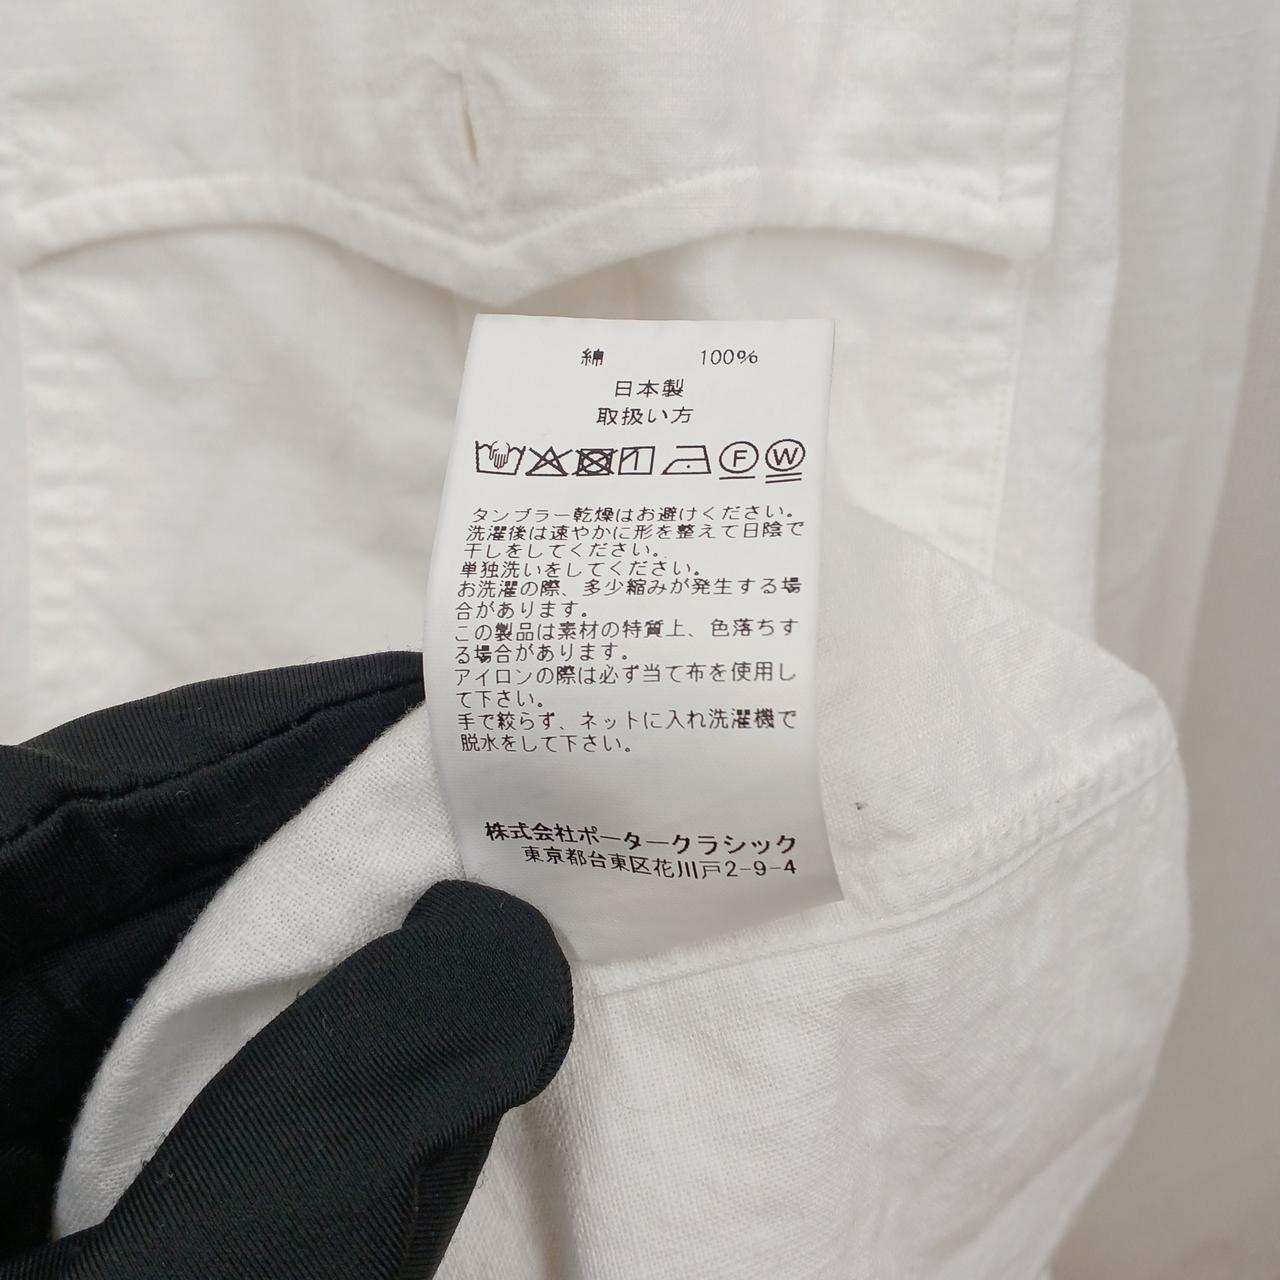 綿 100%
日本製
取扱い方
F W
タンブラー乾燥はお避けください。
洗濯後は速やかに形を整えて日陰で
干しをしてください。
単独洗いをしてください。
お洗濯の際、多少縮みが発生する場
合があります。
この製品は素材の特質上、色落ちす
る場合があります。
アイロンの際は必ず当て布を使用し
て下さい。
手で絞らず、ネットに入れ洗濯機で
脱水をして下さい。
株式会社ポータークラシック
東京都台東区花川戸2-9-4